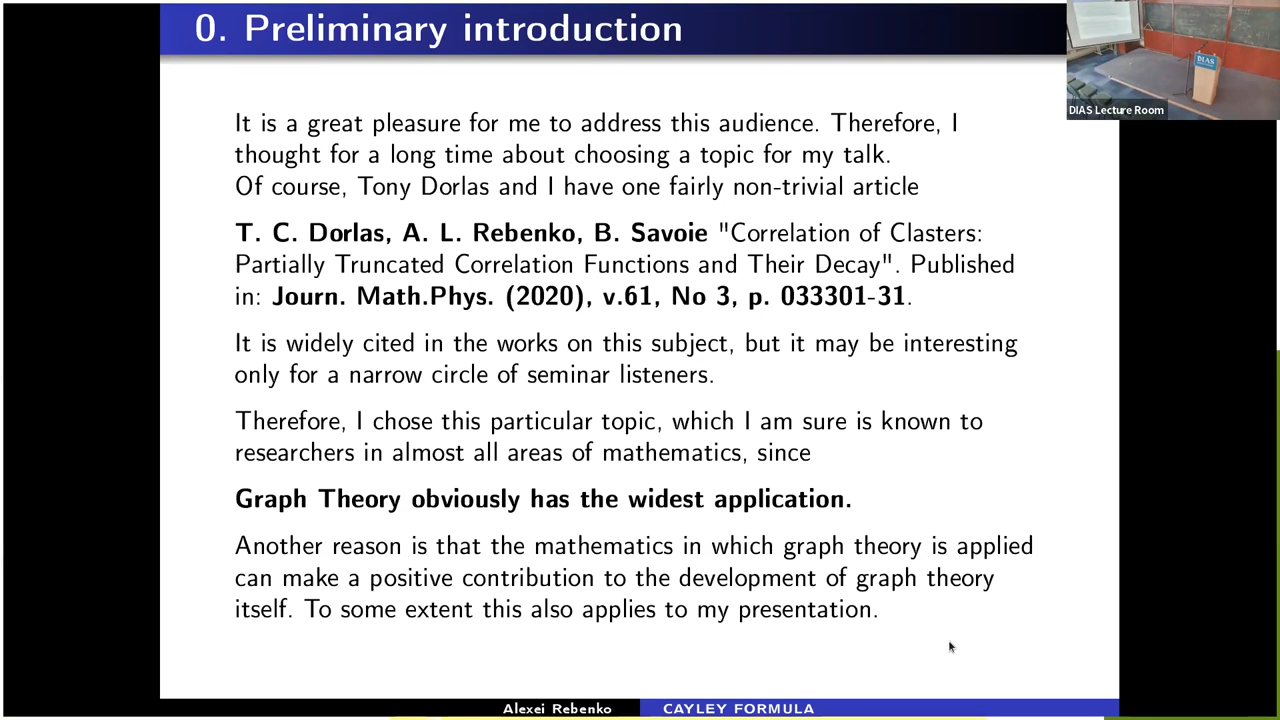 0. Preliminary introduction
DIAS
DIAS Lecture Room
It is a great pleasure for me to address this audience. Therefore, I
thought for a long time about choosing a topic for my talk.
Of course, Tony Dorlas and I have one fairly non-trivial article
T. C. Dorlas, A. L. Rebenko, B. Savoie "Correlation of Clasters:
Partially Truncated Correlation Functions and Their Decay". Published
in: Journ. Math.Phys. (2020), v.61, No 3, p. 033301-31.
It is widely cited in the works on this subject, but it may be interesting
only for a narrow circle of seminar listeners.
Therefore, I chose this particular topic, which I am sure is known to
researchers in almost all areas of mathematics, since
Graph Theory obviously has the widest application.
Another reason is that the mathematics in which graph theory is applied
can make a positive contribution to the development of graph theory
itself. To some extent this also applies to my presentation.
Alexei Rebenko CAYLEY FORMULA